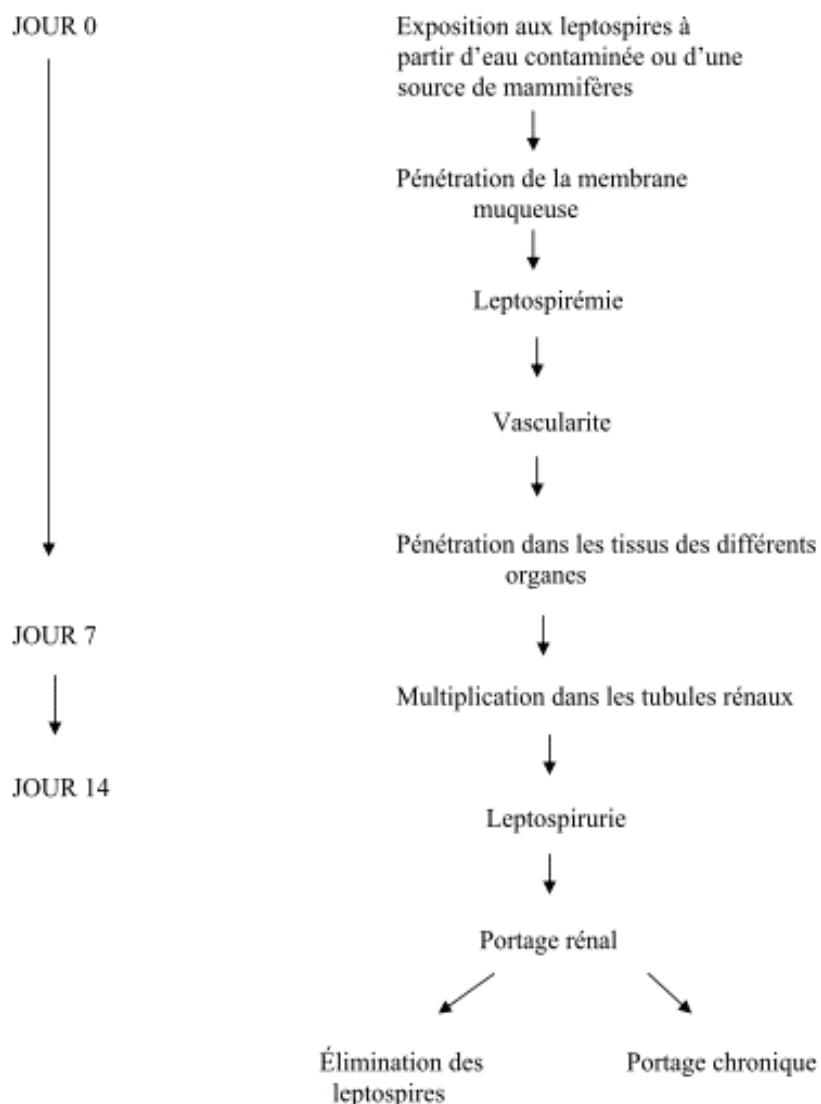 JOUR 0
Exposition aux leptospires à
partir d'eau contaminée ou d'une
source de mammifères
Pénétration de la membrane
muqueuse
Leptospirémie
Vascularite
Pénétration dans les tissus des différents
organes
JOUR 7
Multiplication dans les tubules rénaux
JOUR 14
Leptospirurie
Portage rénal
Élimination des
leptospires
Portage chronique